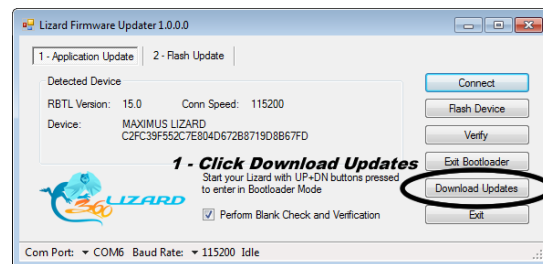 Lizard Firmware Updater 1.0.0.0
1 - Application Update 2 - Flash Update
Detected Device
RBTL Version: 15.0 Conn Speed: 115200
Device: MAXIMUS LIZARD
C2FC39F552C7E804D672B8719D8B67FD
1 - Click Download Updates
Start your Lizard with UP+DN buttons pressed
to enter in Bootloader Mode
360 LIZARD
Perform Blank Check and Verification
Connect
Flash Device
Verify
Exit Bootloader
Download Updates
Exit
Com Port: COM6 Baud Rate: 115200 Idle